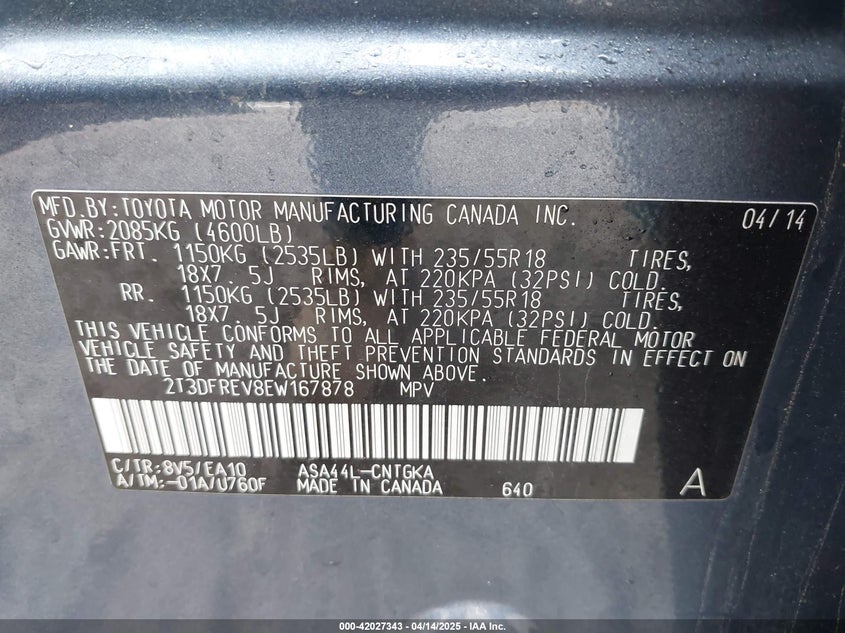 MFD.BY:TOYOTA MOTOR MANUFACTURING CANADA INC. 04/14
GVWR:2085KG (4600LB)
GAWR:FRT. 1150KG (2535LB) WITH 235/55R18 TIRES,
18X7. 5J RIMS, AT 220KPA (32PSI) COLD.
RR. 1150KG (2535LB) WITH 235/55R18 TIRES,
18X7. 5J RIMS, AT 220KPA (32PSI) COLD.
THIS VEHICLE CONFORMS TO ALL APPLICABLE FEDERAL MOTOR
VEHICLE SAFETY AND THEFT PREVENTION STANDARDS IN EFFECT ON
THE DATE OF MANUFACTURE SHOWN ABOVE.
2T3DFREV8EW167878 MPV
C/TR:8V5/EA10 ASA44L-CNTGKA
A/TM:-01A/U760F MADE IN CANADA 640 A
000-42027343 - 04/14/2025 - IAA Inc.